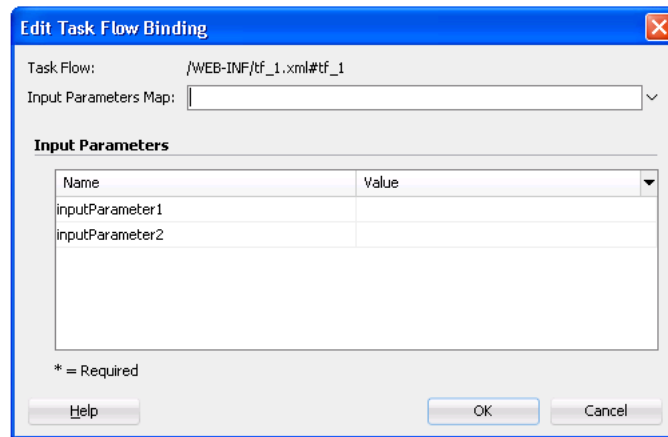 Edit Task Flow Binding
Task Flow: /WEB-INF/tf_1.xml#tf_1
Input Parameters Map:
Input Parameters
Name Value
inputParameter1
inputParameter2
* = Required
Help OK Cancel